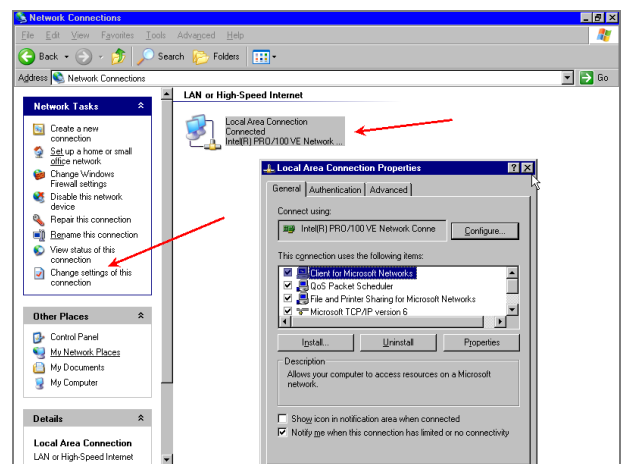 Network Connections
File Edit View Favorites Tools Advanced Help
Back Search Folders
Address Network Connections Go
Network Tasks
Create a new
connection
Set up a home or small
office network
Change Windows
Firewall settings
Disable this network
device
Repair this connection
Rename this connection
View status of this
connection
Change settings of this
connection
Other Places
Control Panel
My Network Places
My Documents
My Computer
Details
Local Area Connection
LAN or High-Speed Internet
LAN or High-Speed Internet
Local Area Connection
Connected
Intel(R) PRO/100 VE Network ...
Local Area Connection Properties
General Authentication Advanced
Connect using:
Intel(R) PRO/100 VE Network Conne Configure...
This connection uses the following items:
Client for Microsoft Networks
QoS Packet Scheduler
File and Printer Sharing for Microsoft Networks
Microsoft TCP/IP version 6
Install... Uninstall Properties
Description
Allows your computer to access resources on a Microsoft
network.
Show icon in notification area when connected
Notify me when this connection has limited or no connectivity